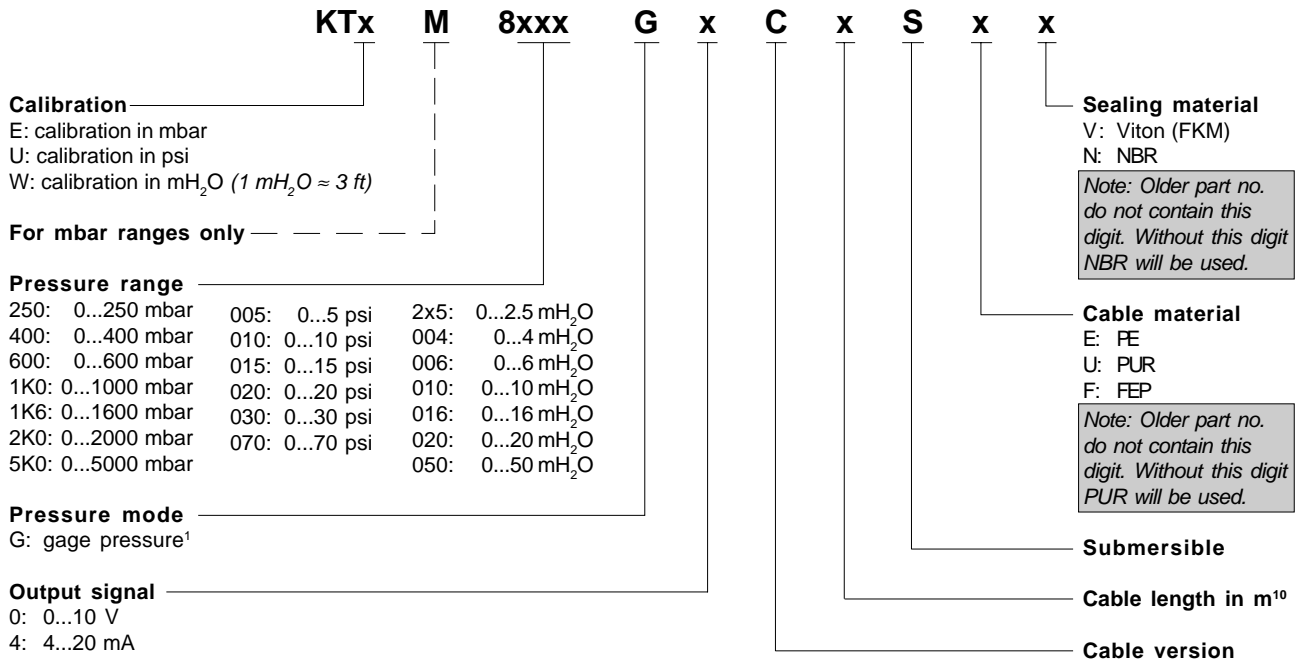 KTx M 8xxx G x C x S x x
Calibration
E: calibration in mbar
U: calibration in psi
W: calibration in mH₂O (1 mH₂O ≈ 3 ft)
For mbar ranges only
Pressure range
250: 0...250 mbar
400: 0...400 mbar
600: 0...600 mbar
1K0: 0...1000 mbar
1K6: 0...1600 mbar
2K0: 0...2000 mbar
5K0: 0...5000 mbar
005: 0...5 psi
010: 0...10 psi
015: 0...15 psi
020: 0...20 psi
030: 0...30 psi
070: 0...70 psi
2x5: 0...2.5 mH₂O
004: 0...4 mH₂O
006: 0...6 mH₂O
010: 0...10 mH₂O
016: 0...16 mH₂O
020: 0...20 mH₂O
050: 0...50 mH₂O
Pressure mode
G: gage pressure¹
Output signal
0: 0...10 V
4: 4...20 mA
Sealing material
V: Viton (FKM)
N: NBR
Note: Older part no.
do not contain this
digit. Without this digit
NBR will be used.
Cable material
E: PE
U: PUR
F: FEP
Note: Older part no.
do not contain this
digit. Without this digit
PUR will be used.
Submersible
Cable length in m¹⁰
Cable version